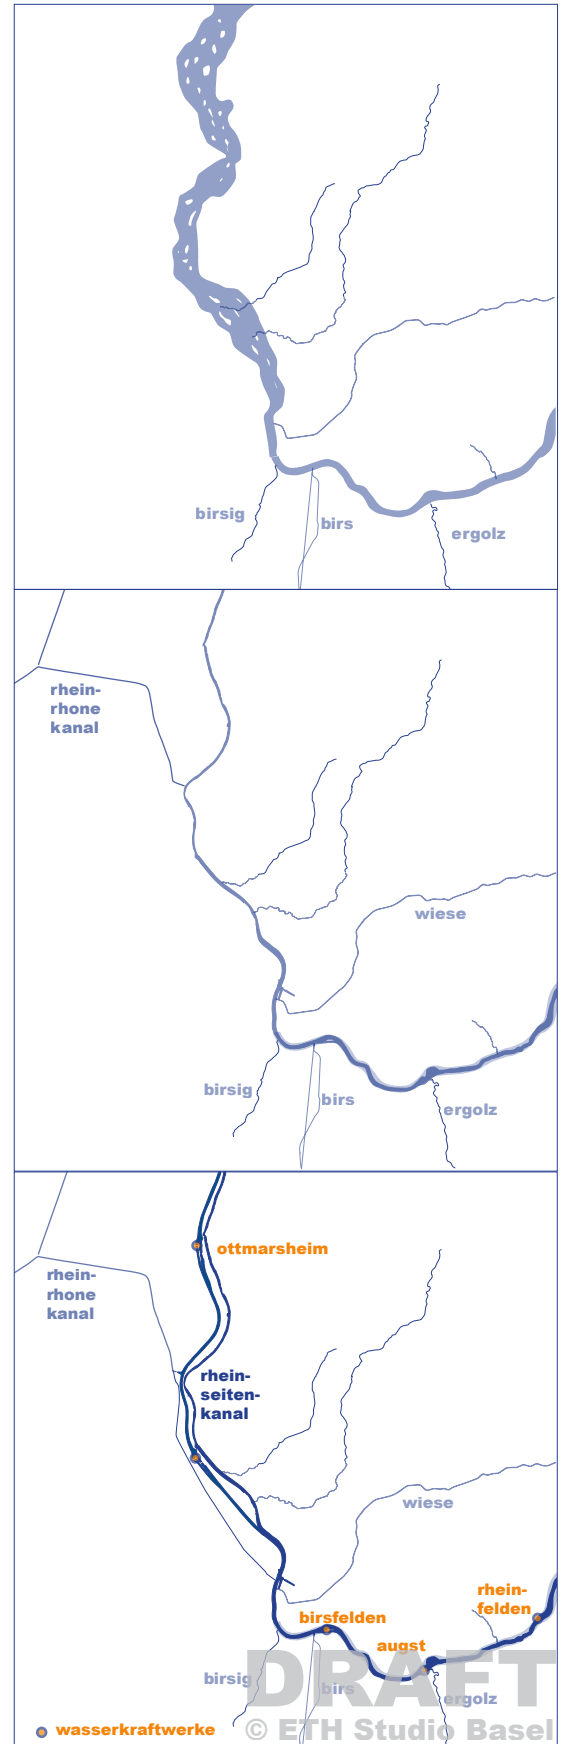 birsig
birs
ergolz
rhein-
rhone
kanal
wiese
birsig
birs
ergolz
ottmarsheim
rhein-
rhone
kanal
rhein-
seiten-
kanal
wiese
rhein-
felden
birsfelden
augst
birsig
birs
ergolz
DRAFT
wasserkraftwerke
© ETH Studio Basel